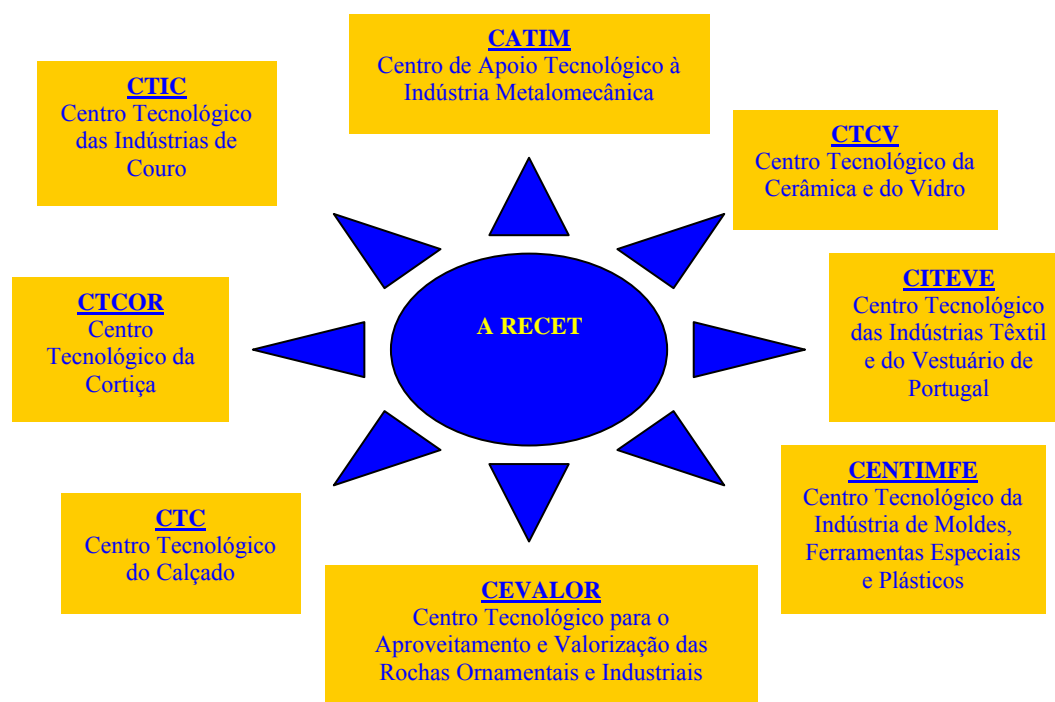 CATIM
Centro de Apoio Tecnológico à
Indústria Metalomecânica
CTIC
Centro Tecnológico
das Indústrias de
Couro
CTCV
Centro Tecnológico da
Cerâmica e do Vidro
CTCOR
Centro
Tecnológico da
Cortiça
A RECET
CITEVE
Centro Tecnológico
das Indústrias Têxtil
e do Vestuário de
Portugal
CTC
Centro Tecnológico
do Calçado
CENTIMFE
Centro Tecnológico da
Indústria de Moldes,
Ferramentas Especiais
e Plásticos
CEVALOR
Centro Tecnológico para o
Aproveitamento e Valorização das
Rochas Ornamentais e Industriais